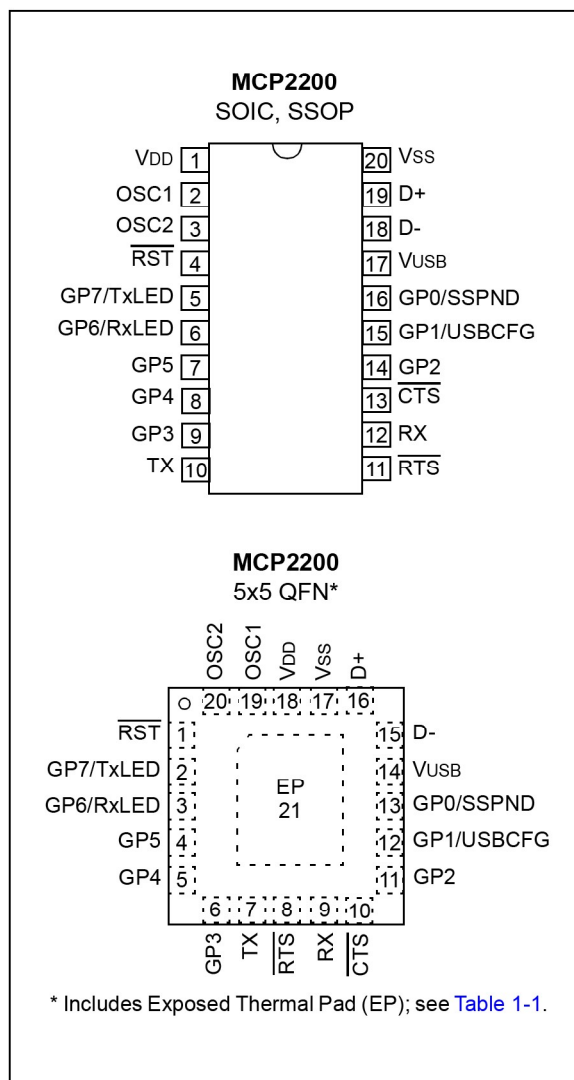 MCP2200
SOIC, SSOP
VDD 1 20 VSS
OSC1 2 19 D+
OSC2 3 18 D-
RST 4 17 VUSB
GP7/TxLED 5 16 GP0/SSPND
GP6/RxLED 6 15 GP1/USBCFG
GP5 7 14 GP2
GP4 8 13 CTS
GP3 9 12 RX
TX 10 11 RTS
MCP2200
5x5 QFN*
OSC2 OSC1 VDD VSS D+
20 19 18 17 16
RST 1 15 D-
GP7/TxLED 2 14 VUSB
GP6/RxLED 3 EP 21 13 GP0/SSPND
GP5 4 12 GP1/USBCFG
GP4 5 11 GP2
6 7 8 9 10
GP3 TX RTS RX CTS
* Includes Exposed Thermal Pad (EP); see Table 1-1.